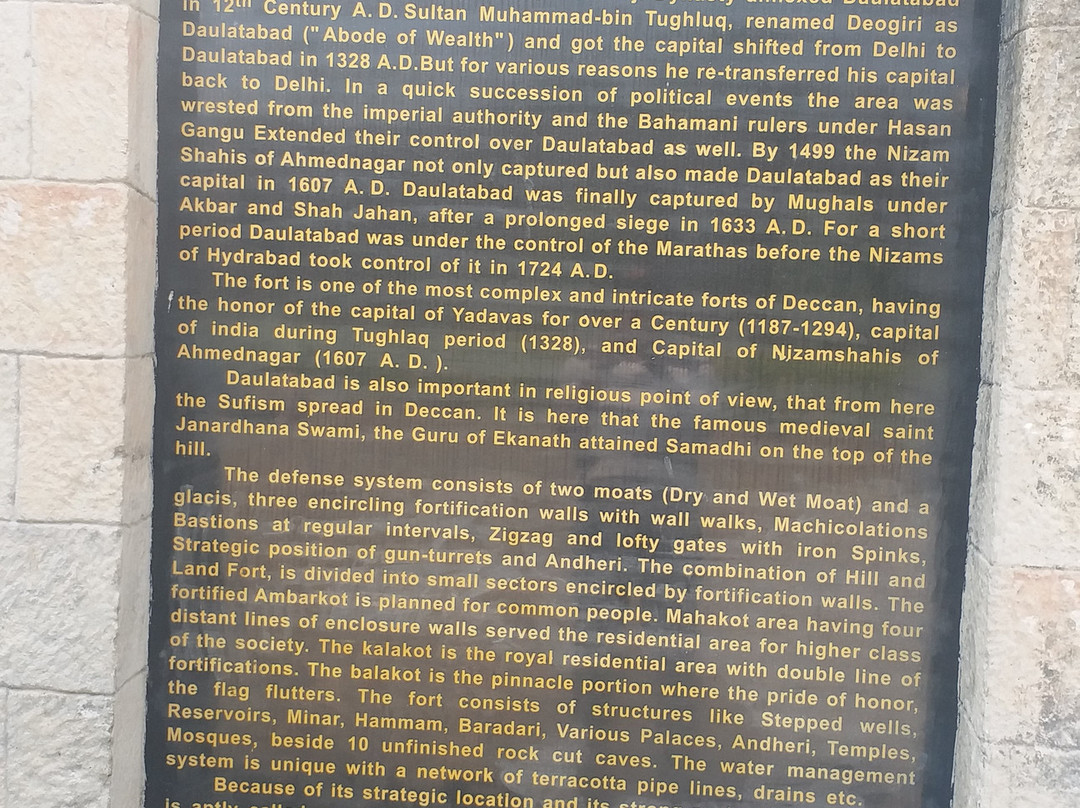 annexed Daulatabad
in 12th Century A. D. Sultan Muhammad-bin Tughluq, renamed Deogiri as
Daulatabad ("Abode of Wealth") and got the capital shifted from Delhi to
Daulatabad in 1328 A.D.But for various reasons he re-transferred his capital
back to Delhi. In a quick succession of political events the area was
wrested from the imperial authority and the Bahamani rulers under Hasan
Gangu Extended their control over Daulatabad as well. By 1499 the Nizam
Shahis of Ahmednagar not only captured but also made Daulatabad as their
capital in 1607 A. D. Daulatabad was finally captured by Mughals under
Akbar and Shah Jahan, after a prolonged siege in 1633 A. D. For a short
period Daulatabad was under the control of the Marathas before the Nizams
of Hydrabad took control of it in 1724 A. D.
The fort is one of the most complex and intricate forts of Deccan, having
the honor of the capital of Yadavas for over a Century (1187-1294), capital
of india during Tughlaq period (1328), and Capital of Nizamshahis of
Ahmednagar (1607 A. D. ).
Daulatabad is also important in religious point of view, that from here
the Sufism spread in Deccan. It is here that the famous medieval saint
Janardhana Swami, the Guru of Ekanath attained Samadhi on the top of the
hill.
The defense system consists of two moats (Dry and Wet Moat) and a
glacis, three encircling fortification walls with wall walks, Machicolations
Bastions at regular intervals, Zigzag and lofty gates with iron Spinks,
Strategic position of gun-turrets and Andheri. The combination of Hill and
Land Fort, is divided into small sectors encircled by fortification walls. The
fortified Ambarkot is planned for common people. Mahakot area having four
distant lines of enclosure walls served the residential area for higher class
of the society. The kalakot is the royal residential area with double line of
fortifications. The balakot is the pinnacle portion where the pride of honor,
the flag flutters. The fort consists of structures like Stepped wells,
Reservoirs, Minar, Hammam, Baradari, Various Palaces, Andheri, Temples,
Mosques, beside 10 unfinished rock cut caves. The water management
system is unique with a network of terracotta pipe lines, drains etc.
Because of its strategic location and its
is aptly